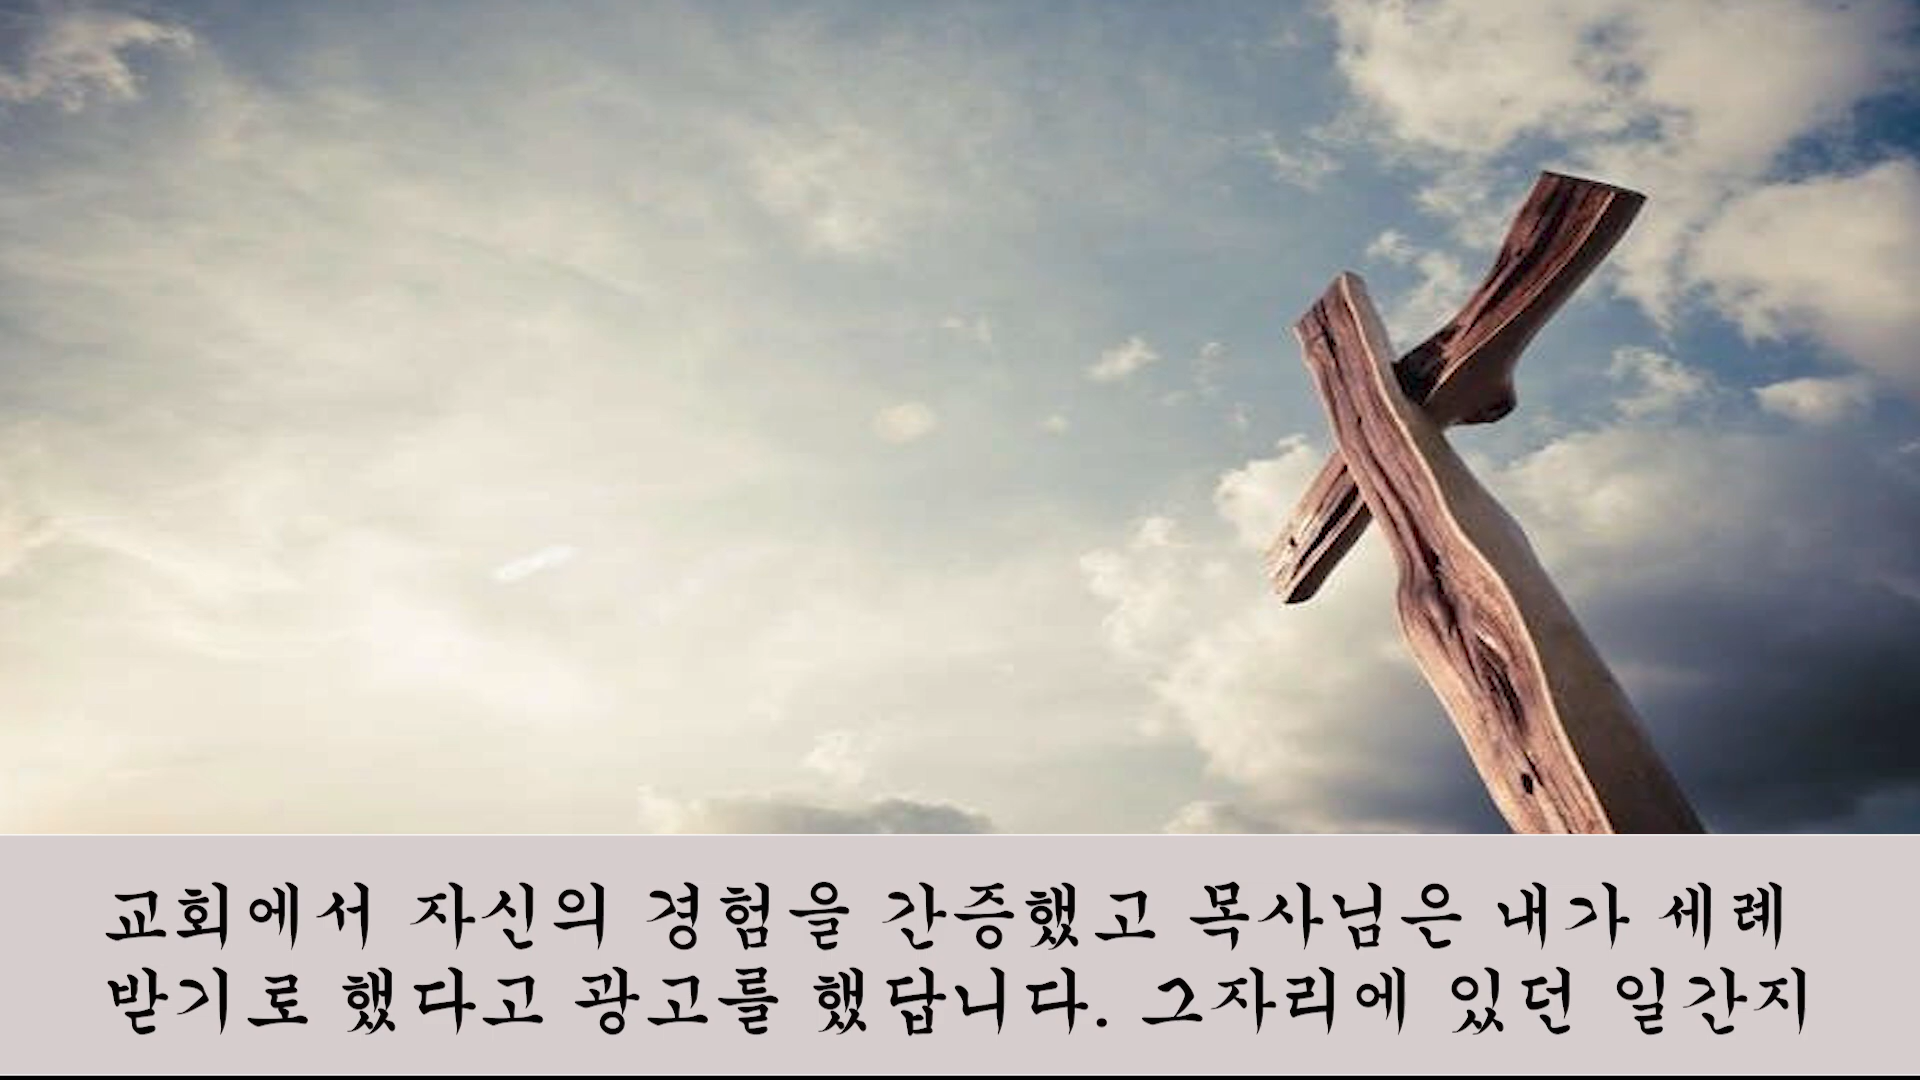 교회에서 자신의 경험을 간증했고 목사님은 내가 세례
받기로 했다고 광고를 했답니다. 그자리에 있던 일간지